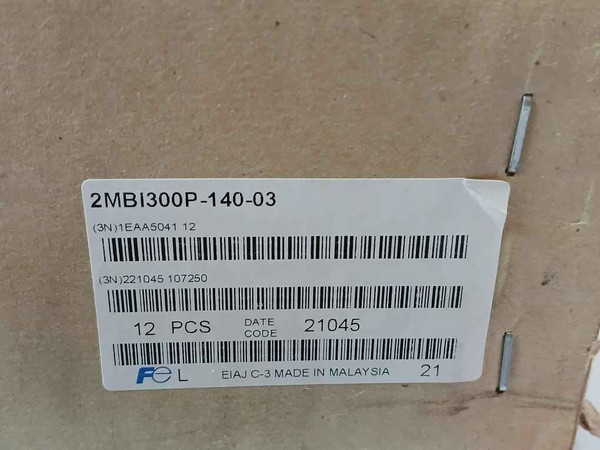 2MBI300P-140-03
(3N)1EAA5041 12
(3N)221045 107250
12 PCS DATE CODE 21045
Fe L EIAJ C-3 MADE IN MALAYSIA 21